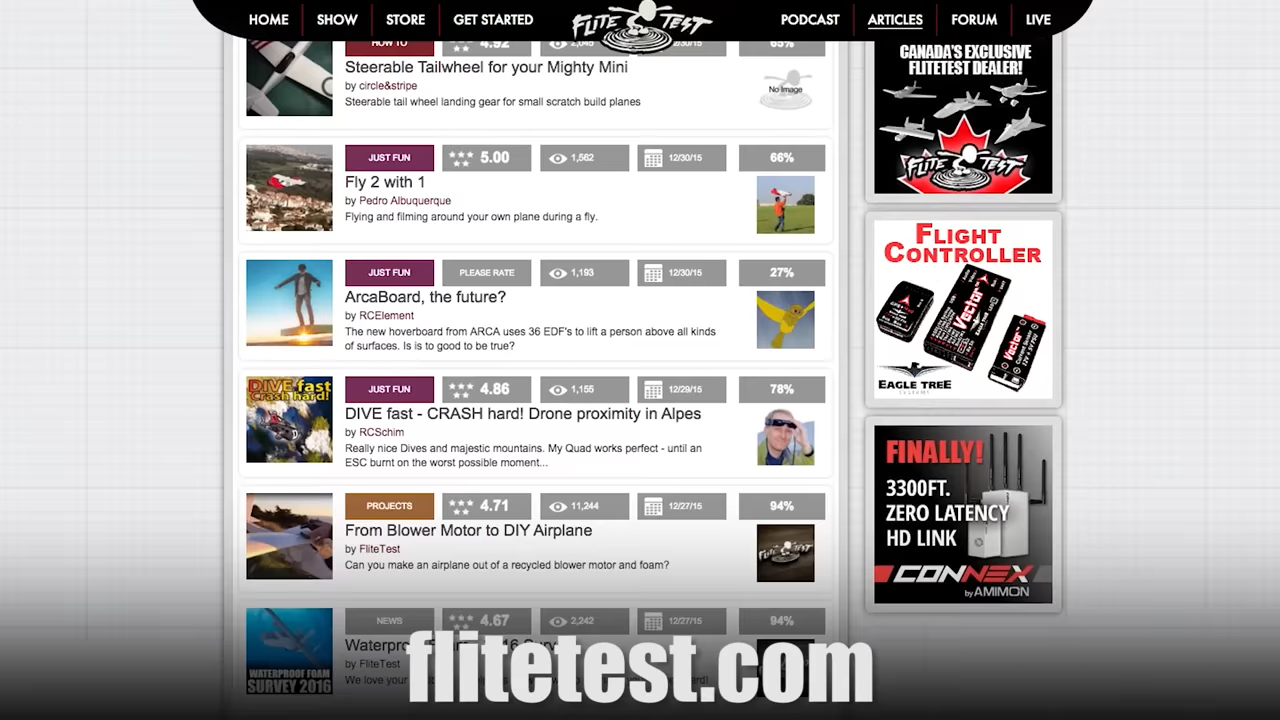 HOME
SHOW
STORE
GET STARTED
FLITE TEST
PODCAST
ARTICLES
FORUM
LIVE
HOW TO
4.92
65%
Steerable Tailwheel for your Mighty Mini
by circle&stripe
Steerable tail wheel landing gear for small scratch build planes
No Image
JUST FUN
5.00
1,562
12/30/15
66%
Fly 2 with 1
by Pedro Albuquerque
Flying and filming around your own plane during a fly.
JUST FUN
PLEASE RATE
1,193
12/30/15
27%
ArcaBoard, the future?
by RCElement
The new hoverboard from ARCA uses 36 EDF's to lift a person above all kinds
of surfaces. Is is to good to be true?
DIVE fast
Crash hard!
JUST FUN
4.86
1,155
12/29/15
78%
DIVE fast - CRASH hard! Drone proximity in Alpes
by RCSchim
Really nice Dives and majestic mountains. My Quad works perfect - until an
ESC burnt on the worst possible moment...
PROJECTS
4.71
11,244
12/27/15
94%
From Blower Motor to DIY Airplane
by FliteTest
Can you make an airplane out of a recycled blower motor and foam?
FLITE TEST
WATERPROOF FOAM
SURVEY 2016
NEWS
4.67
2,242
12/27/15
94%
by FliteTest
We love your
flitetest.com
CANADA'S EXCLUSIVE
FLITETEST DEALER!
FLITE TEST
FLIGHT
CONTROLLER
Vector
Vector
EAGLE TREE
FINALLY!
3300FT.
ZERO LATENCY
HD LINK
CONNEX
by AMIMON